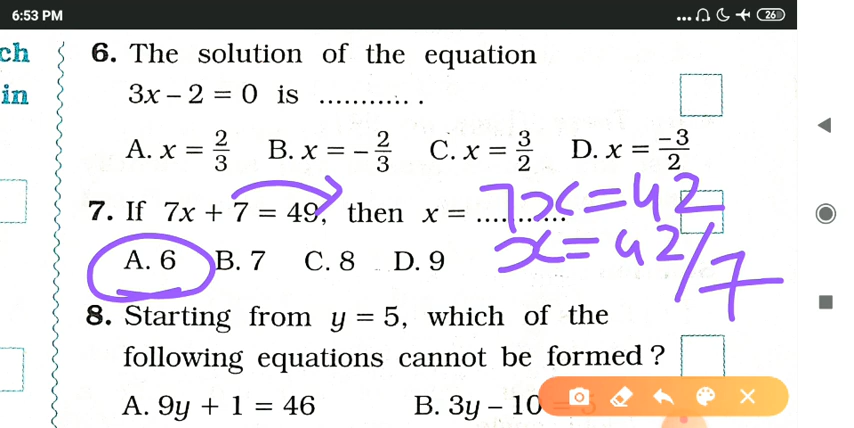 6:53 PM
26
ch
in
6. The solution of the equation
3x – 2 = 0 is ............ .
A. x = 2/3 B. x = – 2/3 C. x = 3/2 D. x = –3/2
7. If 7x + 7 = 49, then x = ...........
7x=42
A. 6 B. 7 C. 8 D. 9
x=42/7
8. Starting from y = 5, which of the
following equations cannot be formed ?
A. 9y + 1 = 46 B. 3y – 10 = 5